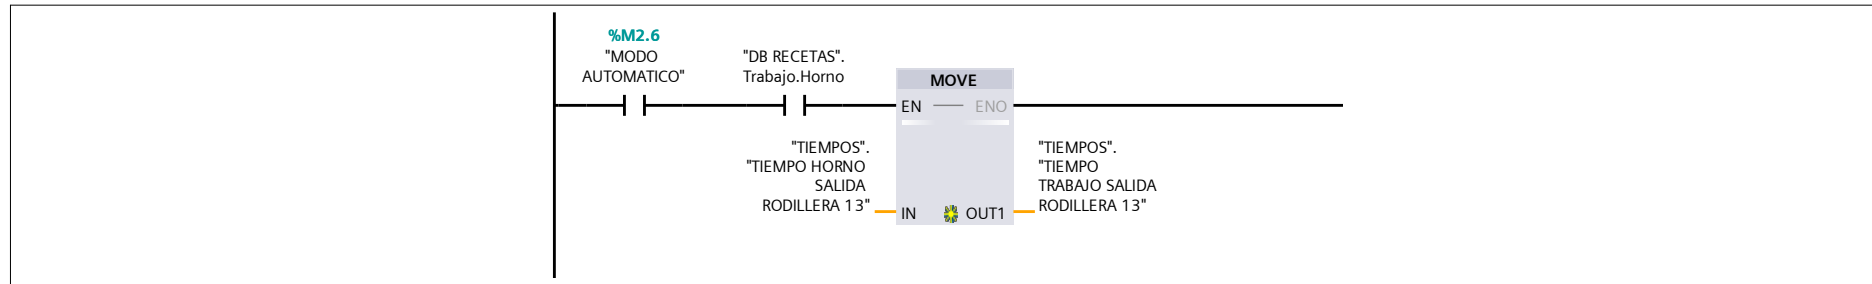 %M2.6
"MODO
AUTOMATICO"
"DB RECETAS".
Trabajo.Horno
MOVE
EN
ENO
"TIEMPOS".
"TIEMPO HORNO
SALIDA
RODILLERA 13"
IN
OUT1
"TIEMPOS".
"TIEMPO
TRABAJO SALIDA
RODILLERA 13"